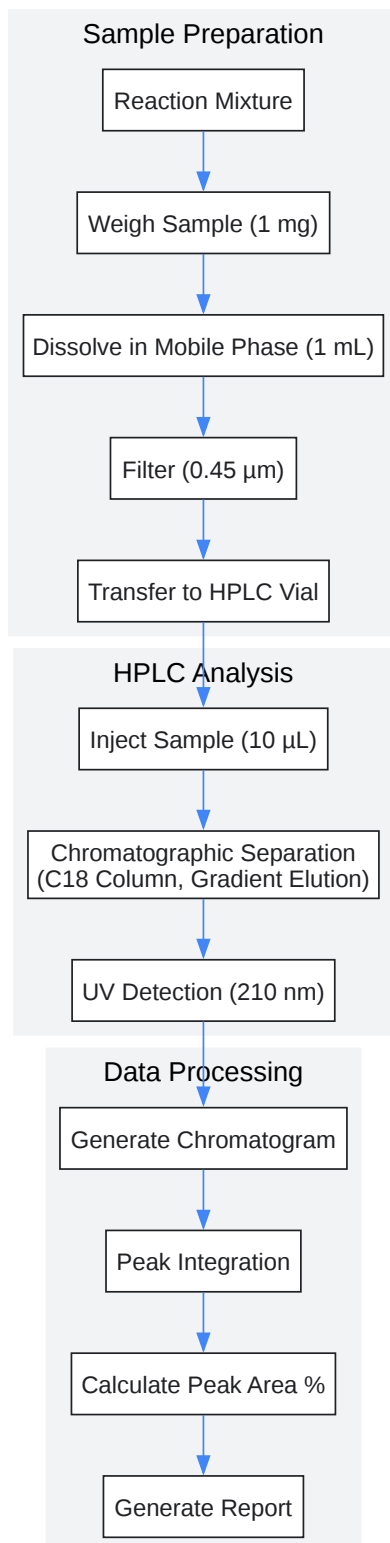 Sample Preparation
Reaction Mixture
Weigh Sample (1 mg)
Dissolve in Mobile Phase (1 mL)
Filter (0.45 µm)
Transfer to HPLC Vial
HPLC Analysis
Inject Sample (10 µL)
Chromatographic Separation
(C18 Column, Gradient Elution)
UV Detection (210 nm)
Data Processing
Generate Chromatogram
Peak Integration
Calculate Peak Area %
Generate Report